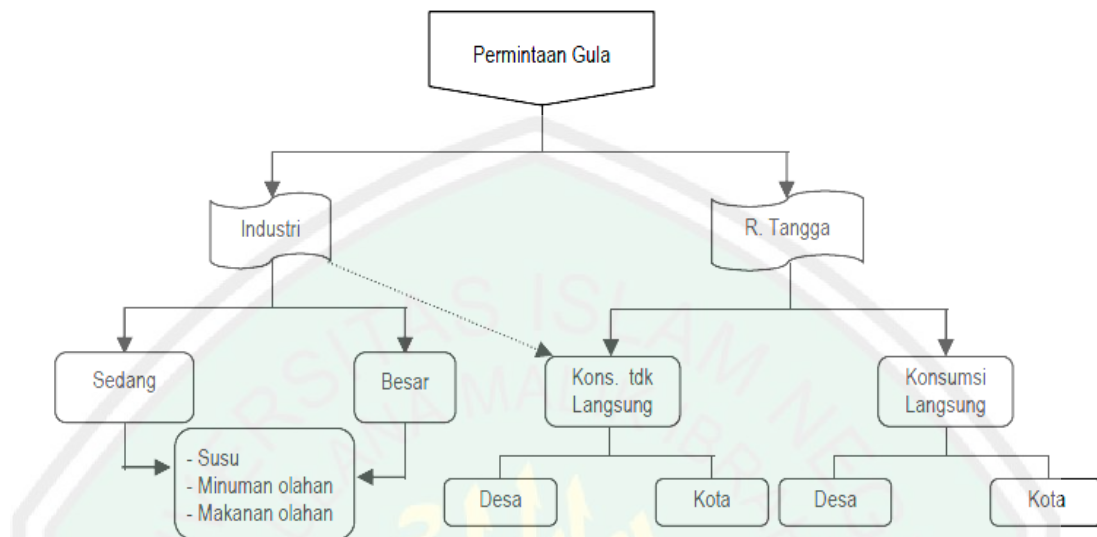 Permintaan Gula
Industri
R. Tangga
Sedang
Besar
Kons. tdk
Langsung
Konsumsi
Langsung
- Susu
- Minuman olahan
- Makanan olahan
Desa
Kota
Desa
Kota